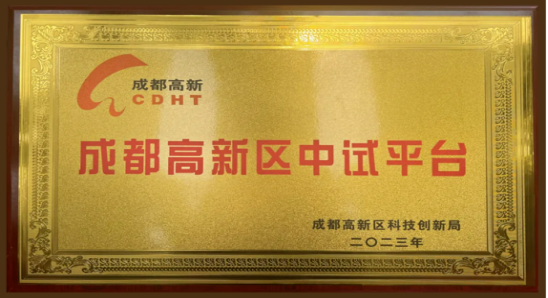 成都高新
CDHT
成都高新区中试平台
成都高新区科技创新局
二〇二三年